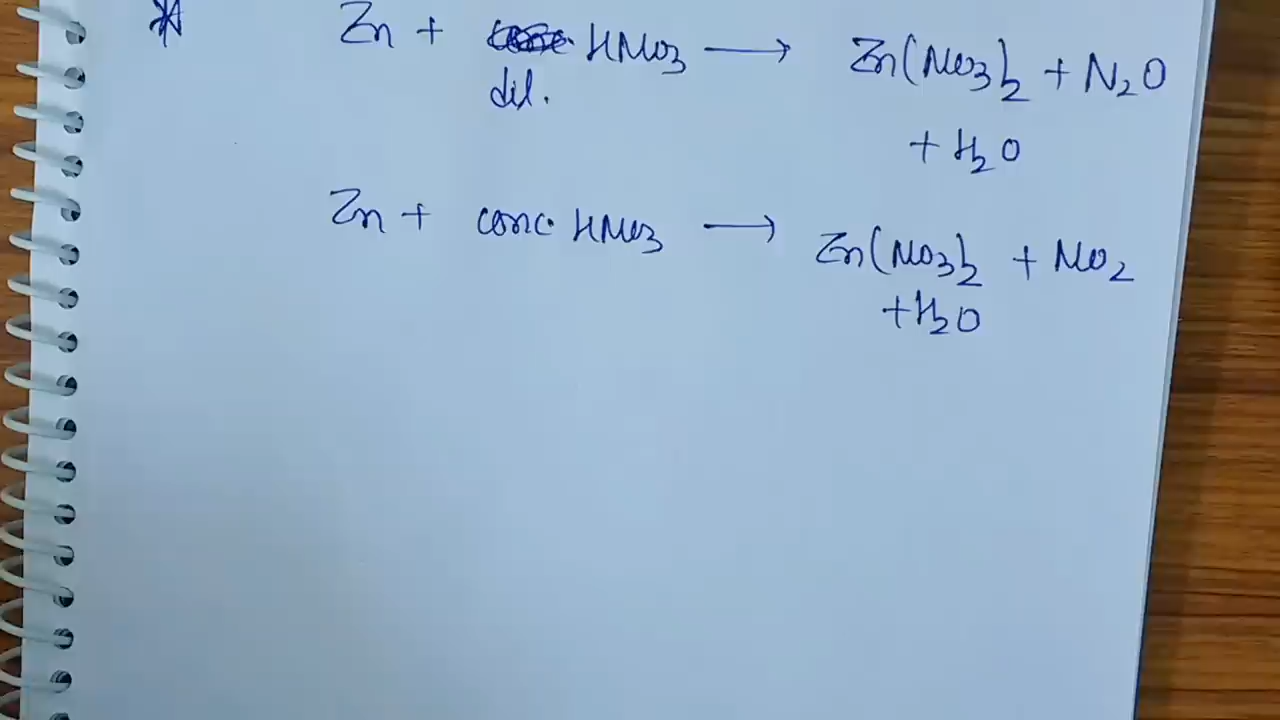 Zn + HNO3 → Zn(NO3)2 + N2O
dil.
+ H2O
Zn + conc. HNO3 → Zn(NO3)2 + NO2
+ H2O